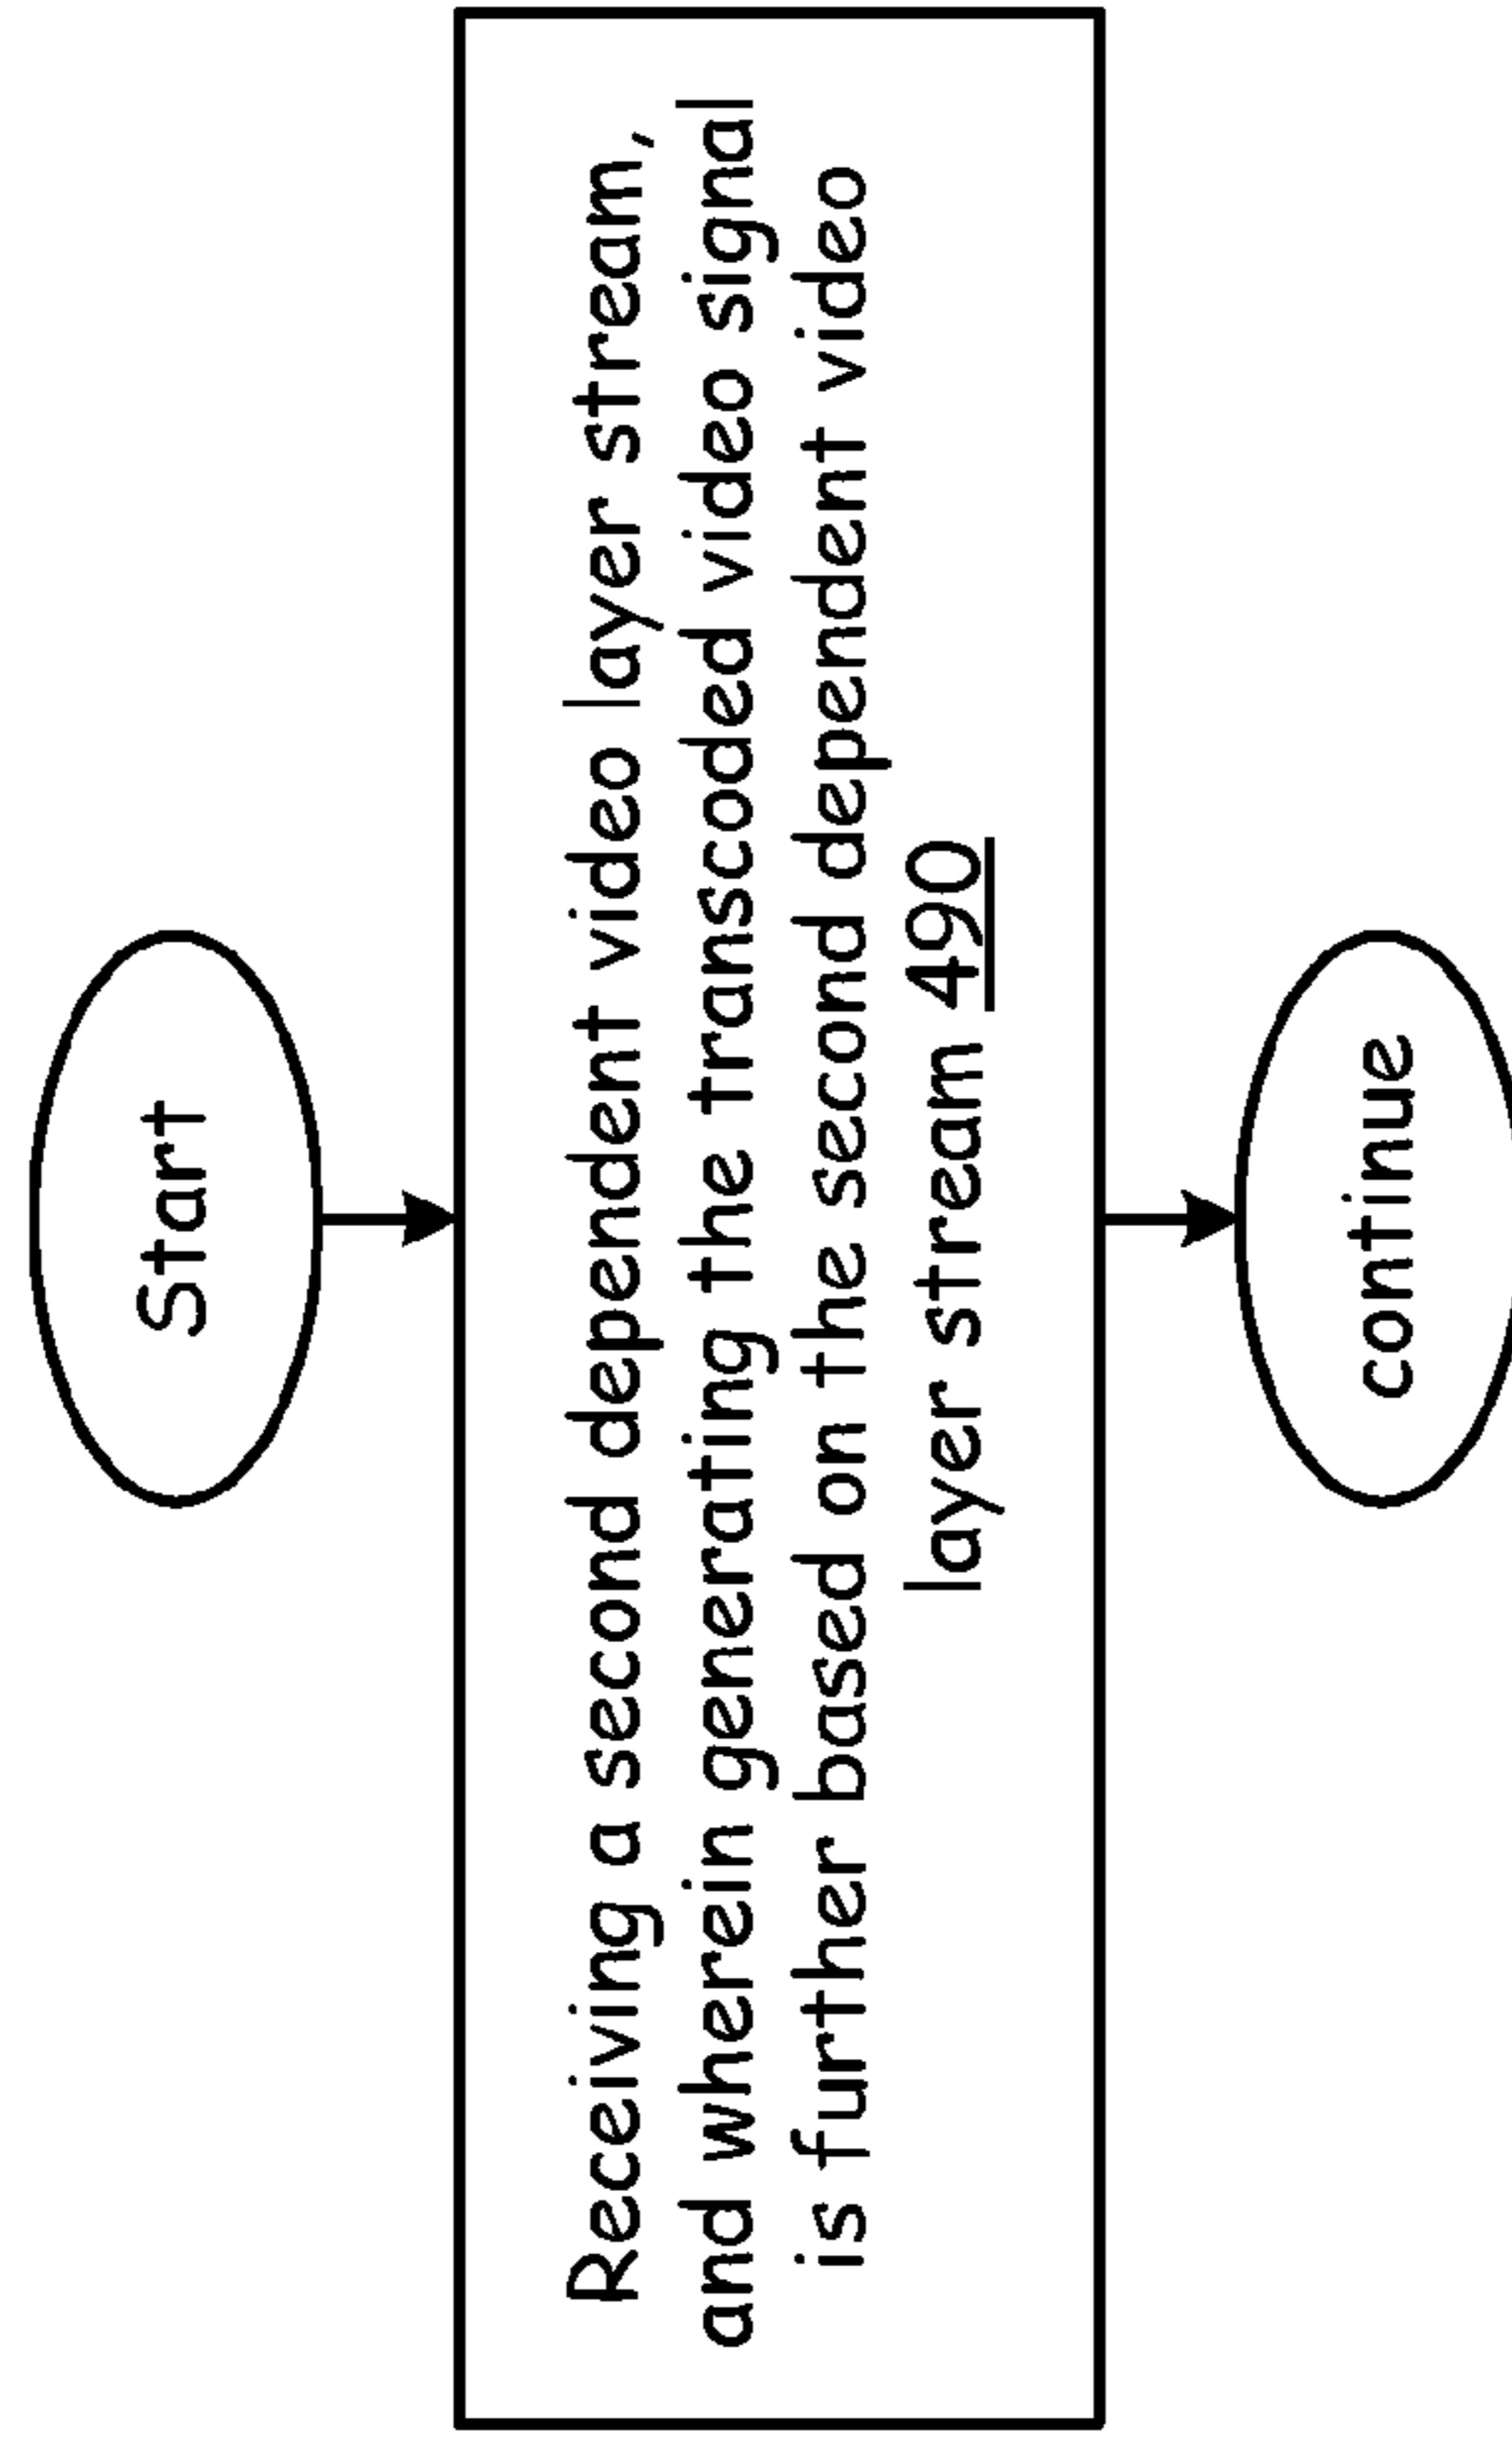 Start
Receiving a second dependent video layer stream,
and wherein generating the transcoded video signal
is further based on the second dependent video
layer stream 490
continue